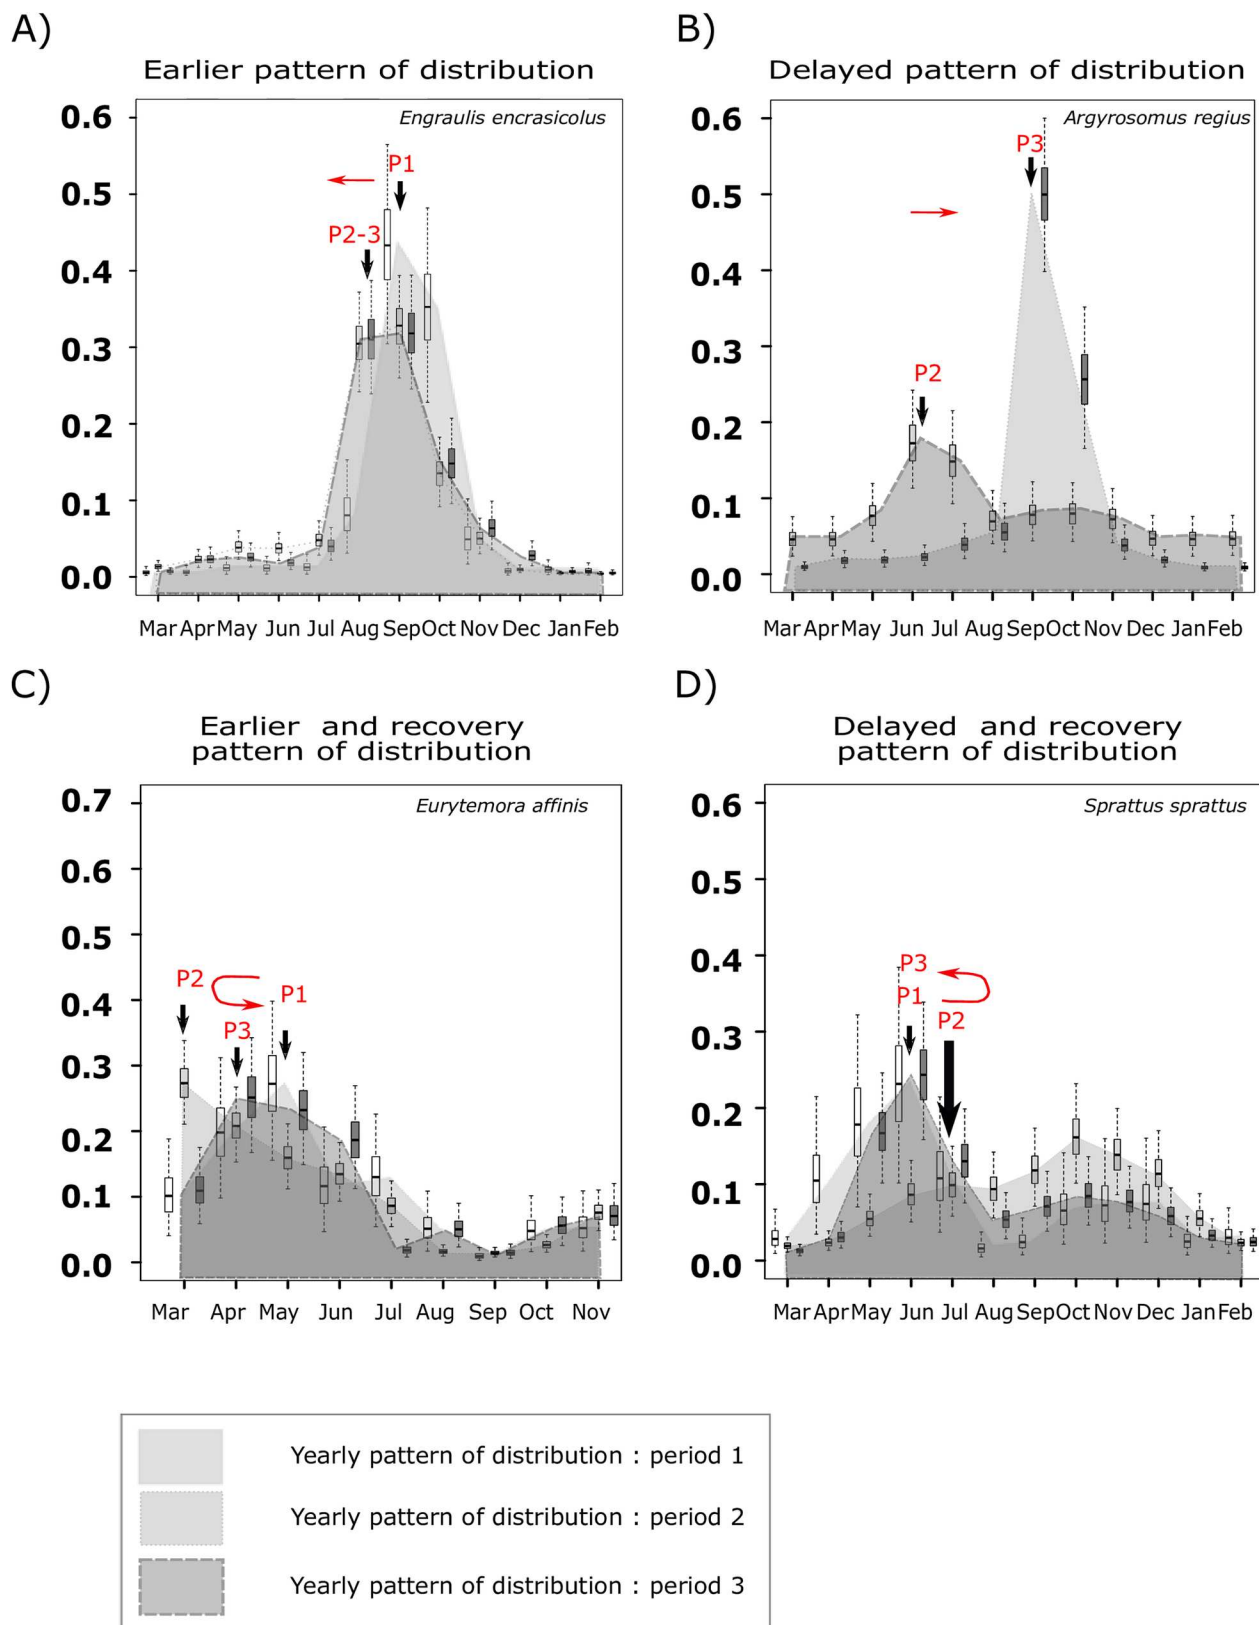 A)
Earlier pattern of distribution
Engraulis encrasicolus
0.6
0.5
0.4
0.3
0.2
0.1
0.0
P1
P2-3
Mar Apr May Jun Jul Aug Sep Oct Nov Dec Jan Feb
B)
Delayed pattern of distribution
Argyrosomus regius
0.6
0.5
0.4
0.3
0.2
0.1
0.0
P3
P2
Mar Apr May Jun Jul Aug Sep Oct Nov Dec Jan Feb
C)
Earlier and recovery
pattern of distribution
Eurytemora affinis
0.7
0.6
0.5
0.4
0.3
0.2
0.1
0.0
P2
P1
P3
Mar Apr May Jun Jul Aug Sep Oct Nov
D)
Delayed and recovery
pattern of distribution
Sprattus sprattus
0.6
0.5
0.4
0.3
0.2
0.1
0.0
P3
P1
P2
Mar Apr May Jun Jul Aug Sep Oct Nov Dec Jan Feb
Yearly pattern of distribution : period 1
Yearly pattern of distribution : period 2
Yearly pattern of distribution : period 3